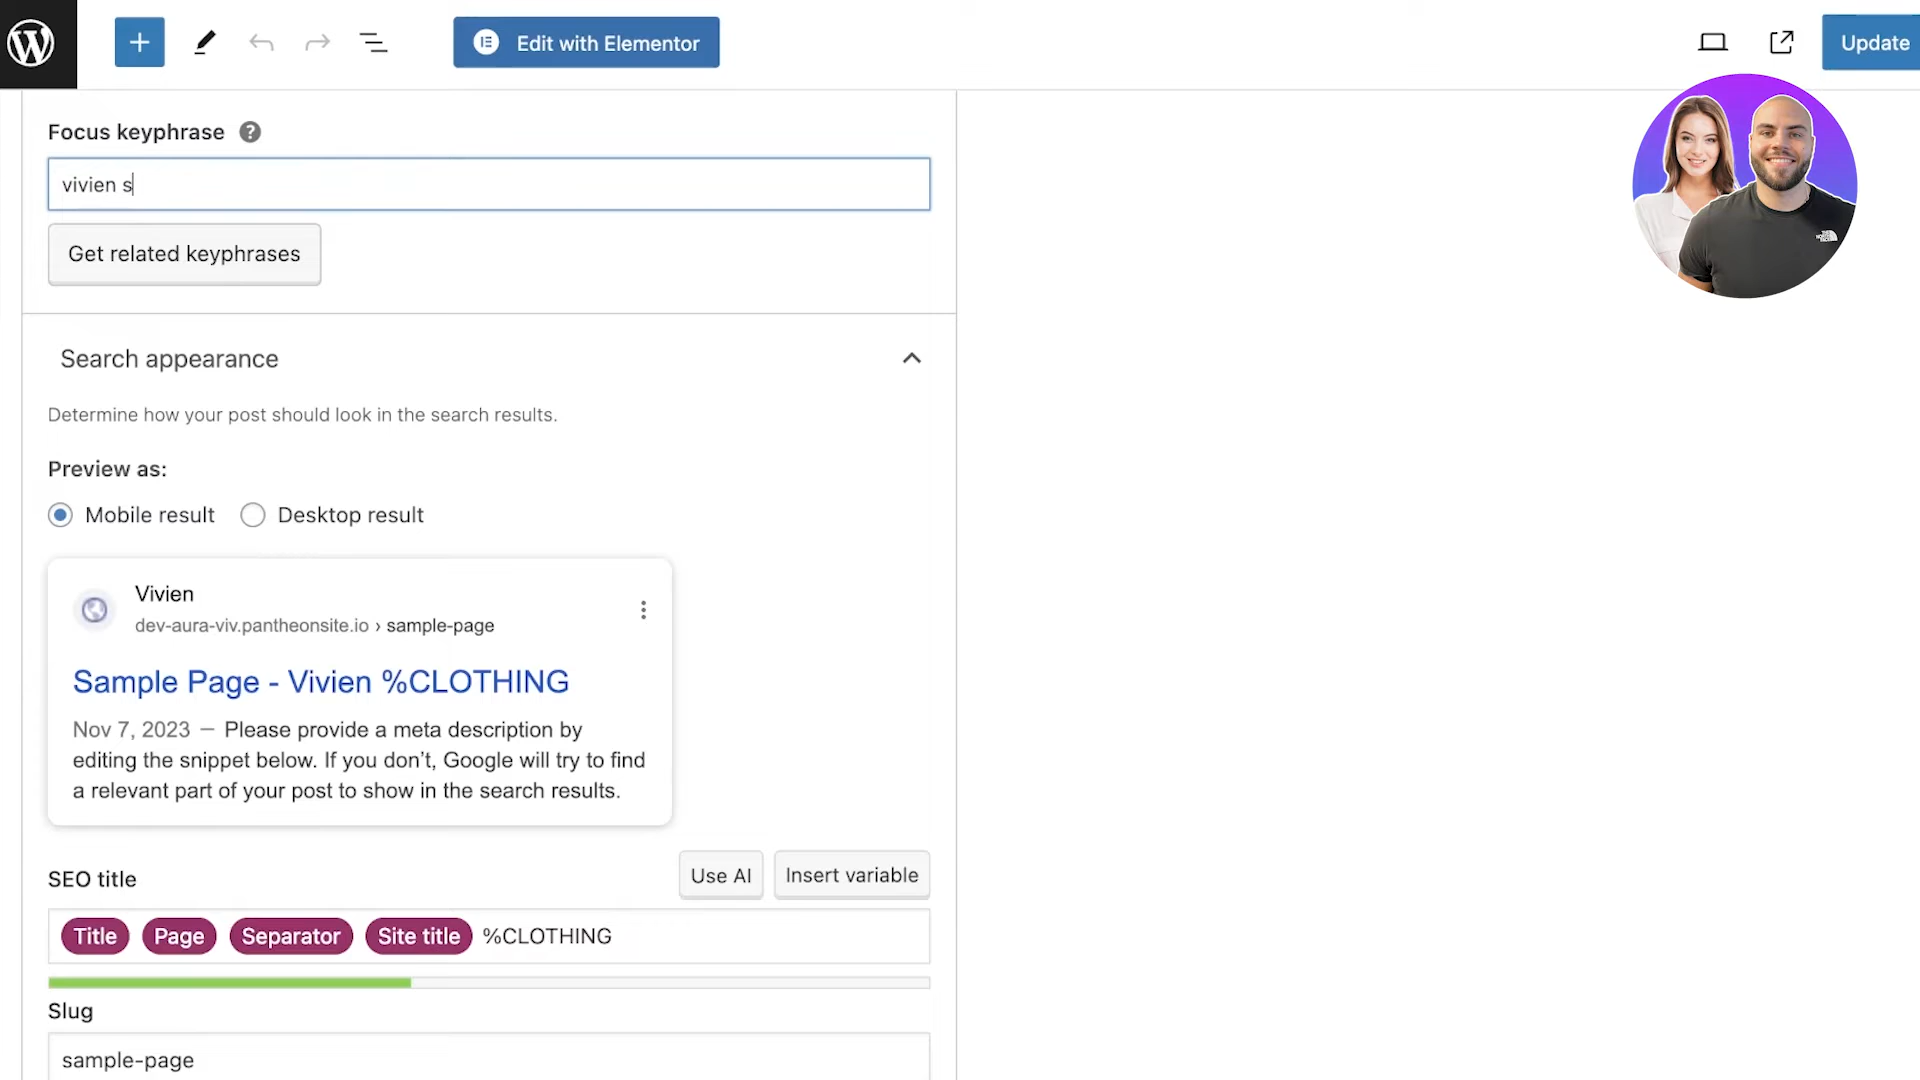 Edit with Elementor
Update
Focus keyphrase ?
vivien s
Get related keyphrases
Search appearance
Determine how your post should look in the search results.
Preview as:
Mobile result Desktop result
Vivien
dev-aura-viv.pantheonsite.io › sample-page
Sample Page - Vivien %CLOTHING
Nov 7, 2023 — Please provide a meta description by
editing the snippet below. If you don’t, Google will try to find
a relevant part of your post to show in the search results.
SEO title Use AI Insert variable
Title Page Separator Site title %CLOTHING
Slug
sample-page